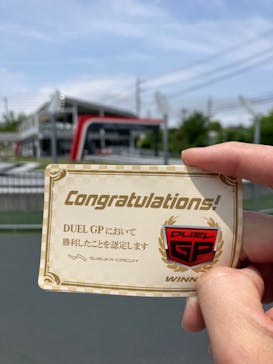 Congratulations!
DUEL GPにおいて
勝利したことを認定します
SUZUKA CIRCUIT
DUEL
GP